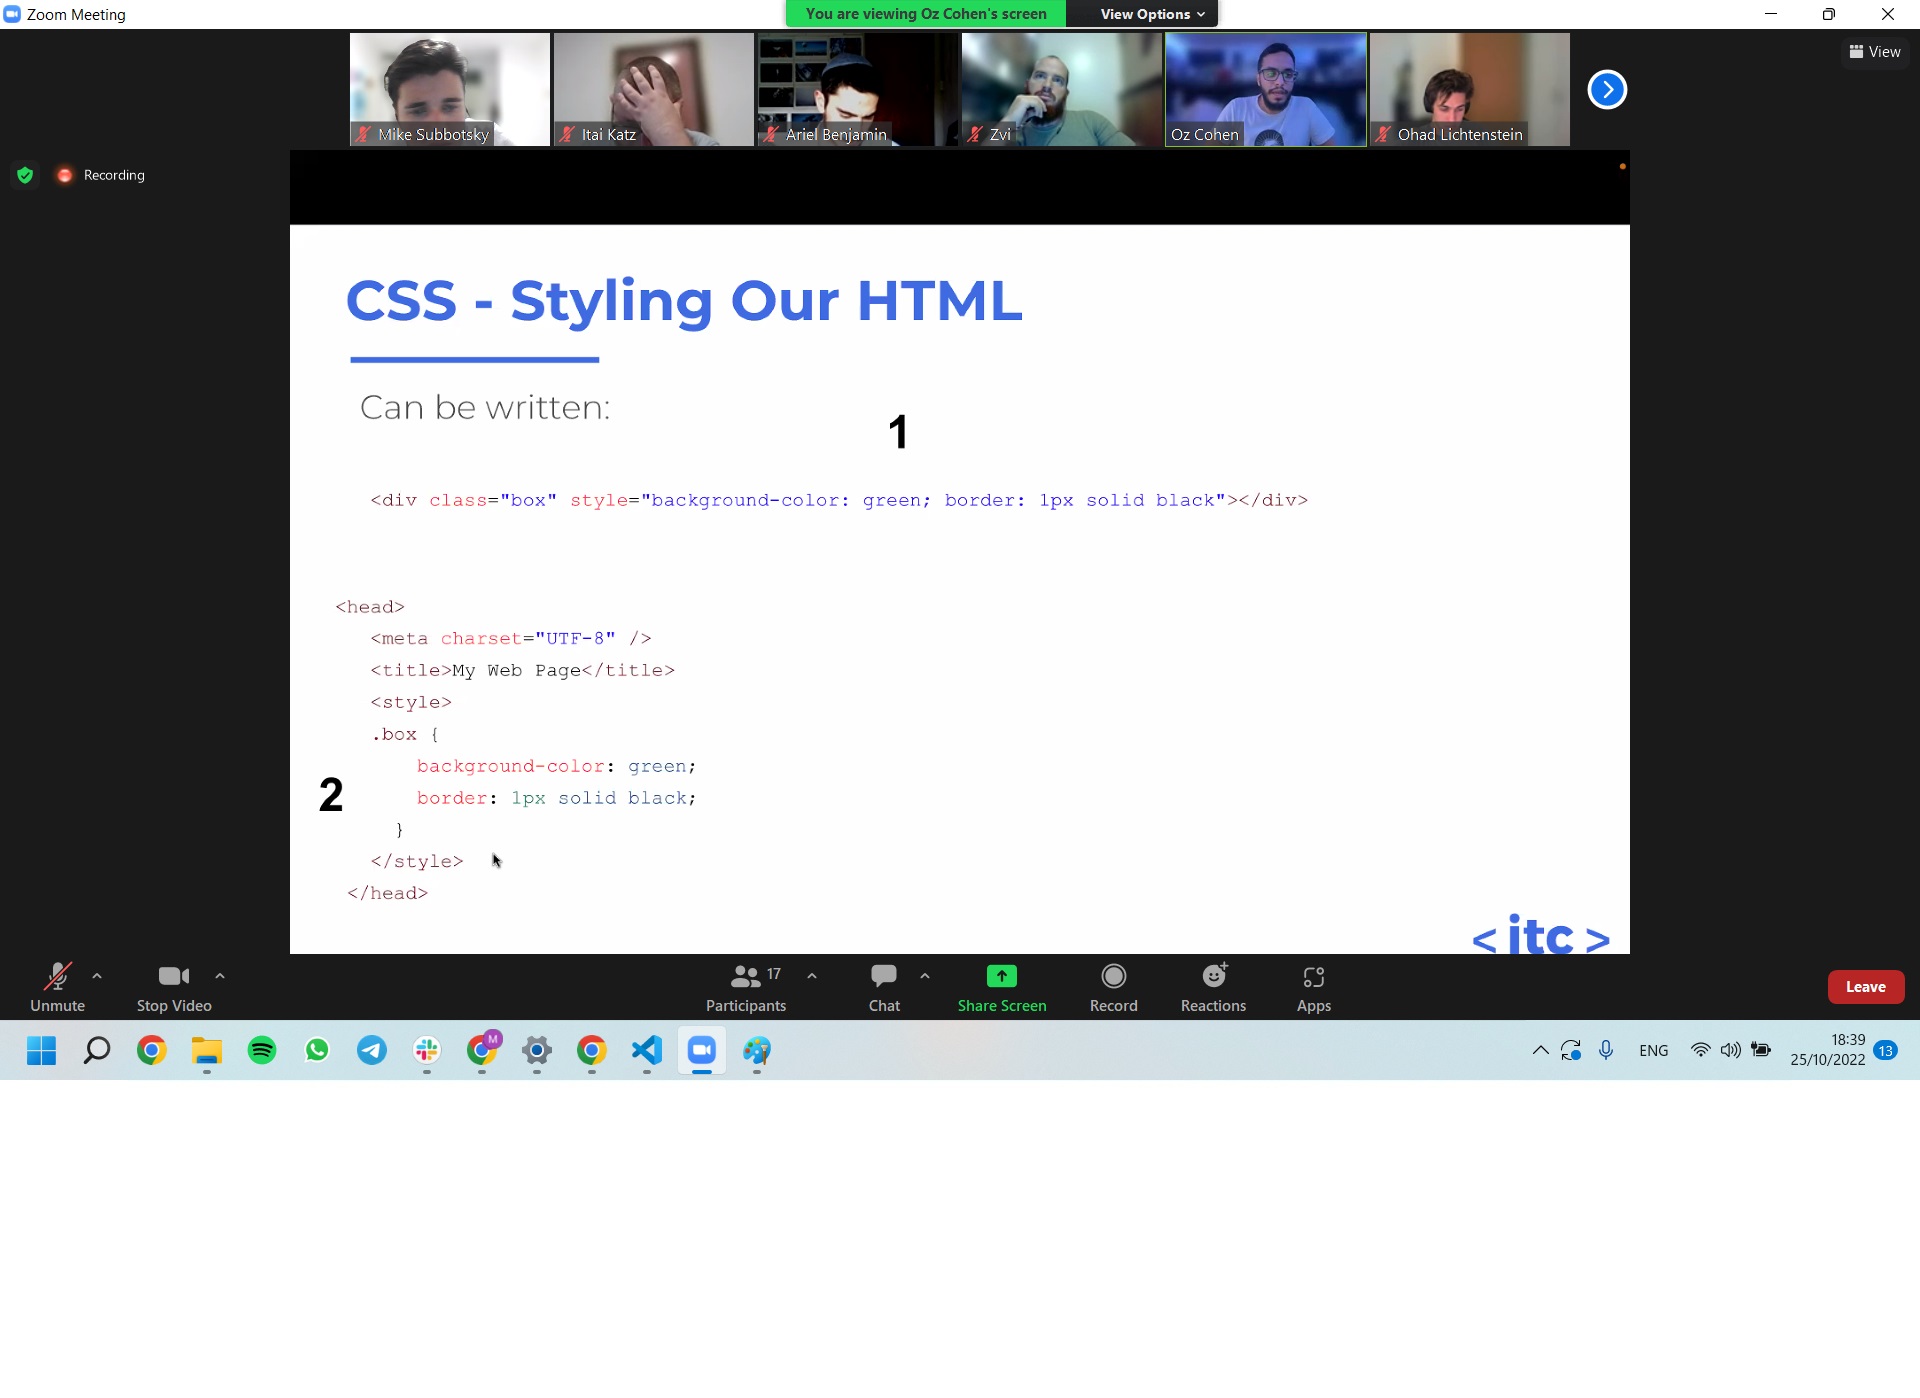 Zoom Meeting
You are viewing Oz Cohen's screen
View Options
View
Mike Subbotsky
Itai Katz
Ariel Benjamin
Zvi
Oz Cohen
Ohad Lichtenstein
Recording
CSS - Styling Our HTML
Can be written:
1
<div class="box" style="background-color: green; border: 1px solid black"></div>
<head>
<meta charset="UTF-8" />
<title>My Web Page</title>
<style>
.box {
background-color: green;
2
border: 1px solid black;
}
</style>
</head>
<itc>
17
Unmute
Stop Video
Participants
Chat
Share Screen
Record
Reactions
Apps
Leave
M
ENG
18:39
25/10/2022
13